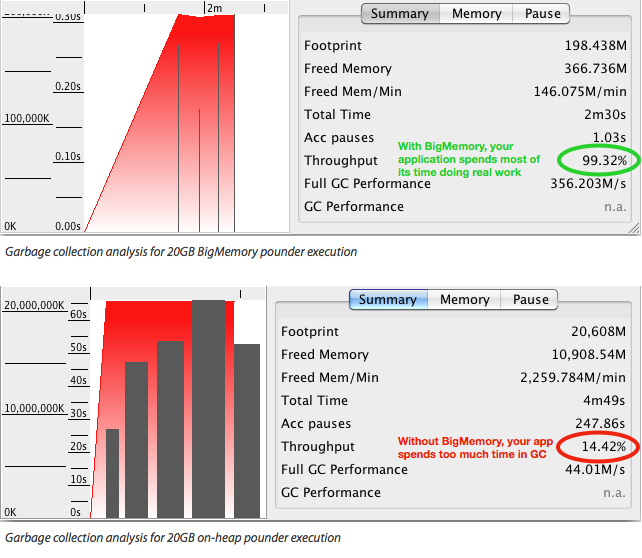 2m
0.30s
0.20s
100,000K
0.10s
0K
0.00s
Summary Memory Pause
Footprint 198.438M
Freed Memory 366.736M
Freed Mem/Min 146.075M/min
Total Time 2m30s
Acc pauses 1.03s
Throughput 99.32%
With BigMemory, your
application spends most of
its time doing real work
Full GC Performance 356.203M/s
GC Performance n.a.
Garbage collection analysis for 20GB BigMemory pounder execution
20,000,000K
60s
50s
40s
10,000,000K
30s
20s
10s
0K
0s
Summary Memory Pause
Footprint 20,608M
Freed Memory 10,908.54M
Freed Mem/Min 2,259.784M/min
Total Time 4m49s
Acc pauses 247.86s
Throughput 14.42%
Without BigMemory, your app
spends too much time in GC
Full GC Performance 44.01M/s
GC Performance n.a.
Garbage collection analysis for 20GB on-heap pounder execution